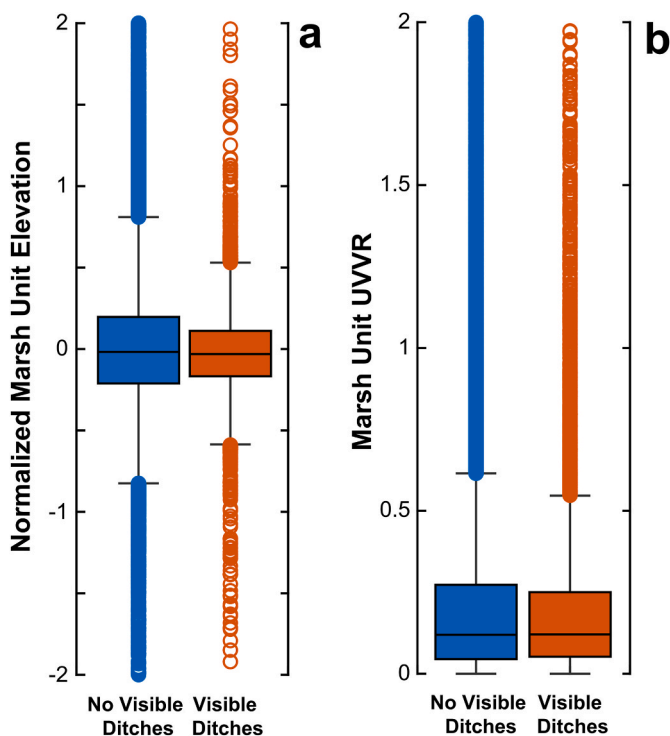 a
Normalized Marsh Unit Elevation
2
1
0
-1
-2
No Visible Ditches
Visible Ditches
b
Marsh Unit UVVR
2
1.5
1
0.5
0
No Visible Ditches
Visible Ditches